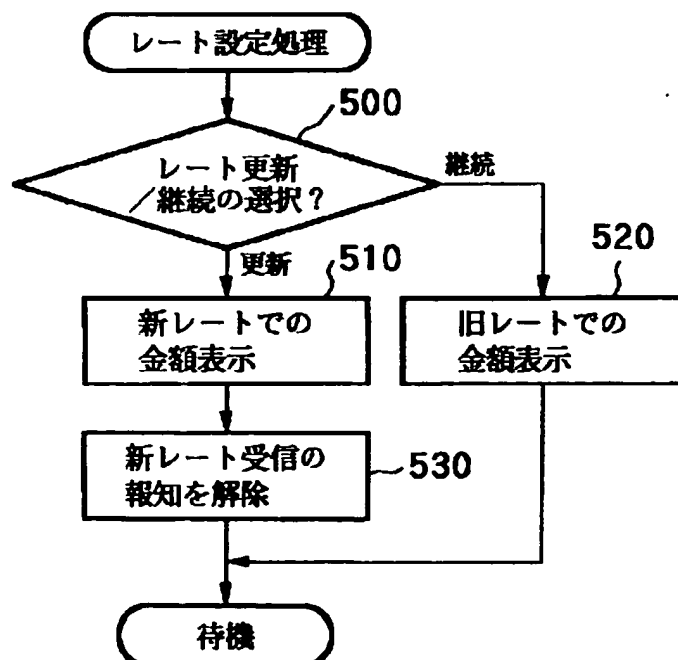 レート設定処理
500
レート更新
／継続の選択？
継続
更新
510
520
新レートでの
金額表示
旧レートでの
金額表示
新レート受信の
報知を解除
530
待機